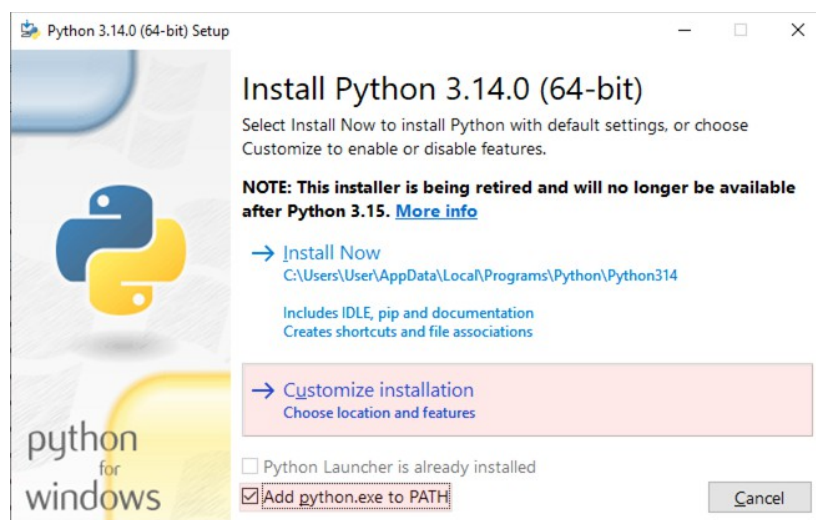 Python 3.14.0 (64-bit) Setup
Install Python 3.14.0 (64-bit)
Select Install Now to install Python with default settings, or choose
Customize to enable or disable features.
NOTE: This installer is being retired and will no longer be available
after Python 3.15. More info
Install Now
C:\Users\User\AppData\Local\Programs\Python\Python314
Includes IDLE, pip and documentation
Creates shortcuts and file associations
Customize installation
Choose location and features
python
for
windows
Python Launcher is already installed
Add python.exe to PATH
Cancel